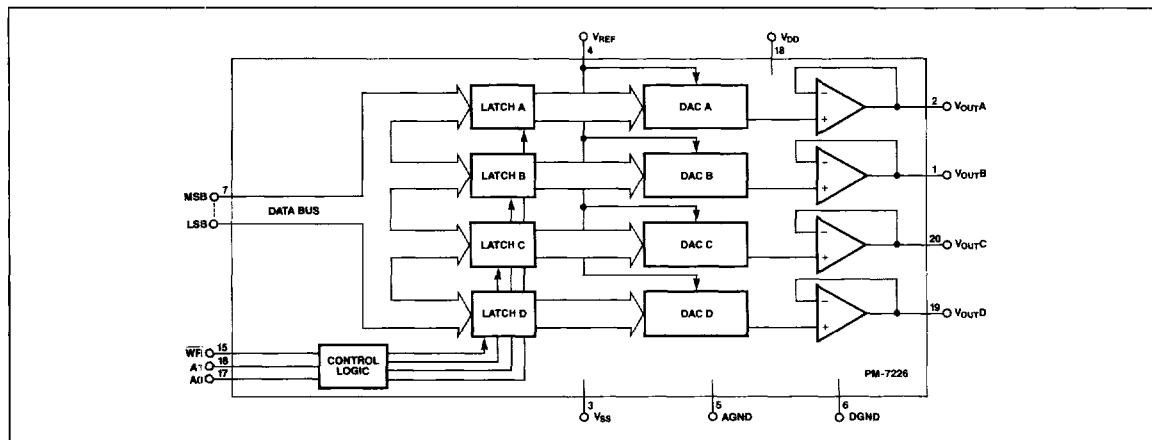 VREF
4
VDD
18
LATCH A
DAC A
−
+
2 VOUTA
LATCH B
DAC B
−
+
1 VOUTB
MSB 7
DATA BUS
LSB
LATCH C
DAC C
−
+
20 VOUTC
LATCH D
DAC D
−
+
19 VOUTD
15
A1 16
A0 17
CONTROL
LOGIC
PM-7226
3
VSS
5
AGND
6
DGND